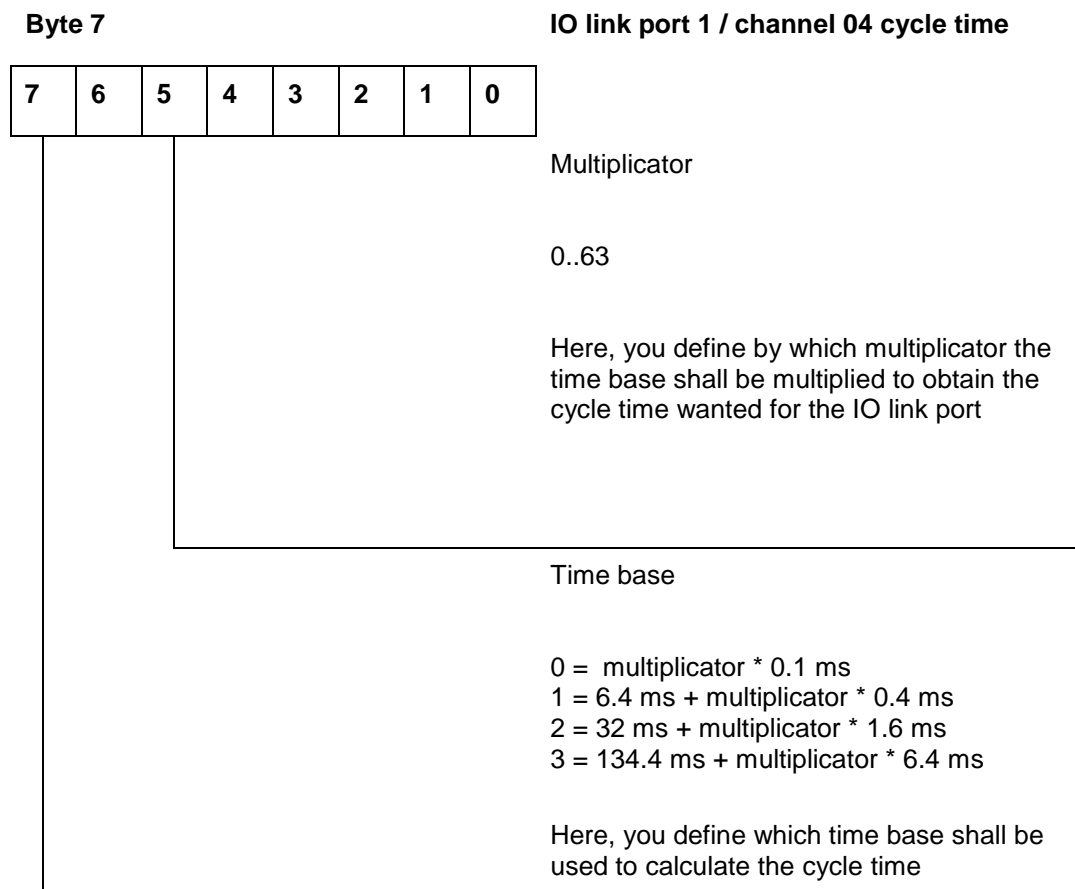 Byte 7 IO link port 1 / channel 04 cycle time
7 6 5 4 3 2 1 0
Multiplicator
0..63
Here, you define by which multiplicator the
time base shall be multiplied to obtain the
cycle time wanted for the IO link port
Time base
0 = multiplicator * 0.1 ms
1 = 6.4 ms + multiplicator * 0.4 ms
2 = 32 ms + multiplicator * 1.6 ms
3 = 134.4 ms + multiplicator * 6.4 ms
Here, you define which time base shall be
used to calculate the cycle time